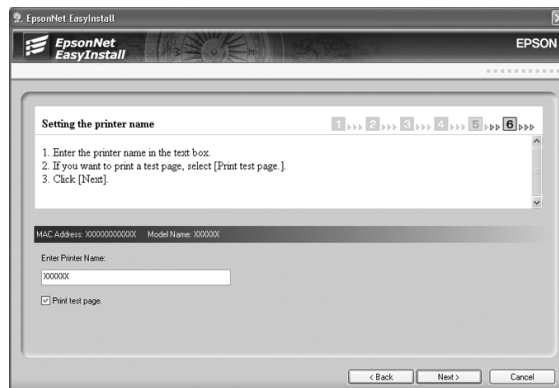 EpsonNet EasyInstall
EpsonNet
EasyInstall
EPSON
Setting the printer name
1 2 3 4 5 6
1. Enter the printer name in the text box.
2. If you want to print a test page, select [Print test page.].
3. Click [Next].
MAC Address: XXXXXXXXXXXX Model Name: XXXXXX
Enter Printer Name:
XXXXXX
Print test page.
< Back Next > Cancel